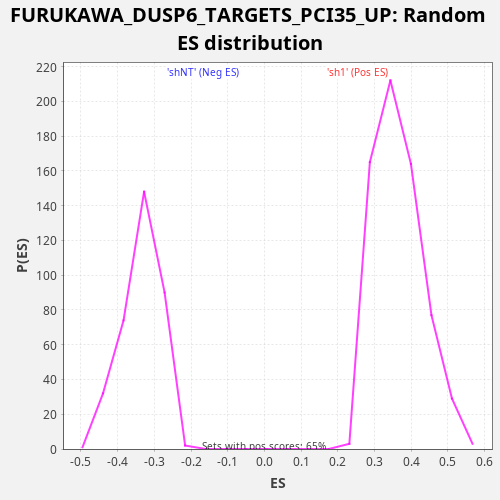 FURUKAWA_DUSP6_TARGETS_PCI35_UP: Random
ES distribution
'shNT' (Neg ES)
'sh1' (Pos ES)
P(ES)
220
200
180
160
140
120
100
80
60
40
20
0
Sets with pos scores: 65%
-0.5 -0.4 -0.3 -0.2 -0.1 0.0 0.1 0.2 0.3 0.4 0.5 0.6
ES